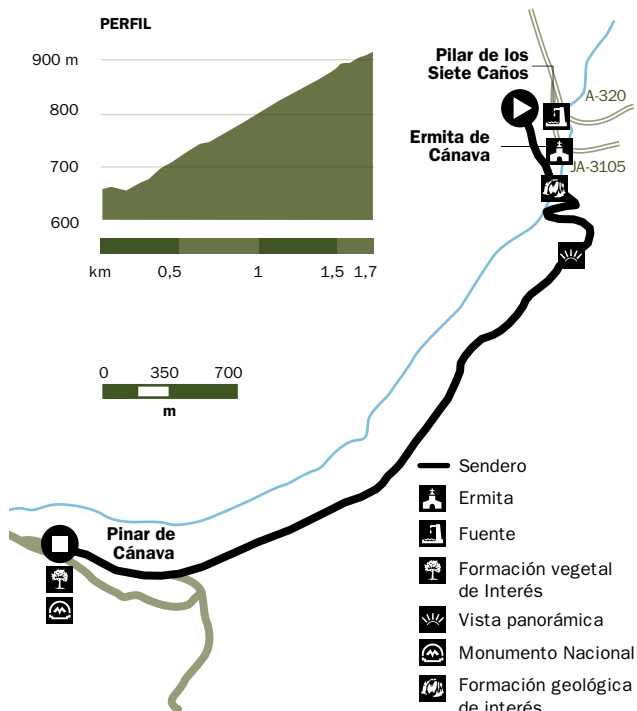 PERFIL
900 m
800
700
600
km
0,5
1
1,5
1,7
0
350
700
m
Pilar de los
Siete Caños
A-320
Ermita de
Cánava
JA-3105
Pinar de
Cánava
Sendero
Ermita
Fuente
Formación vegetal
de Interés
Vista panorámica
Monumento Nacional
Formación geológica
de interés